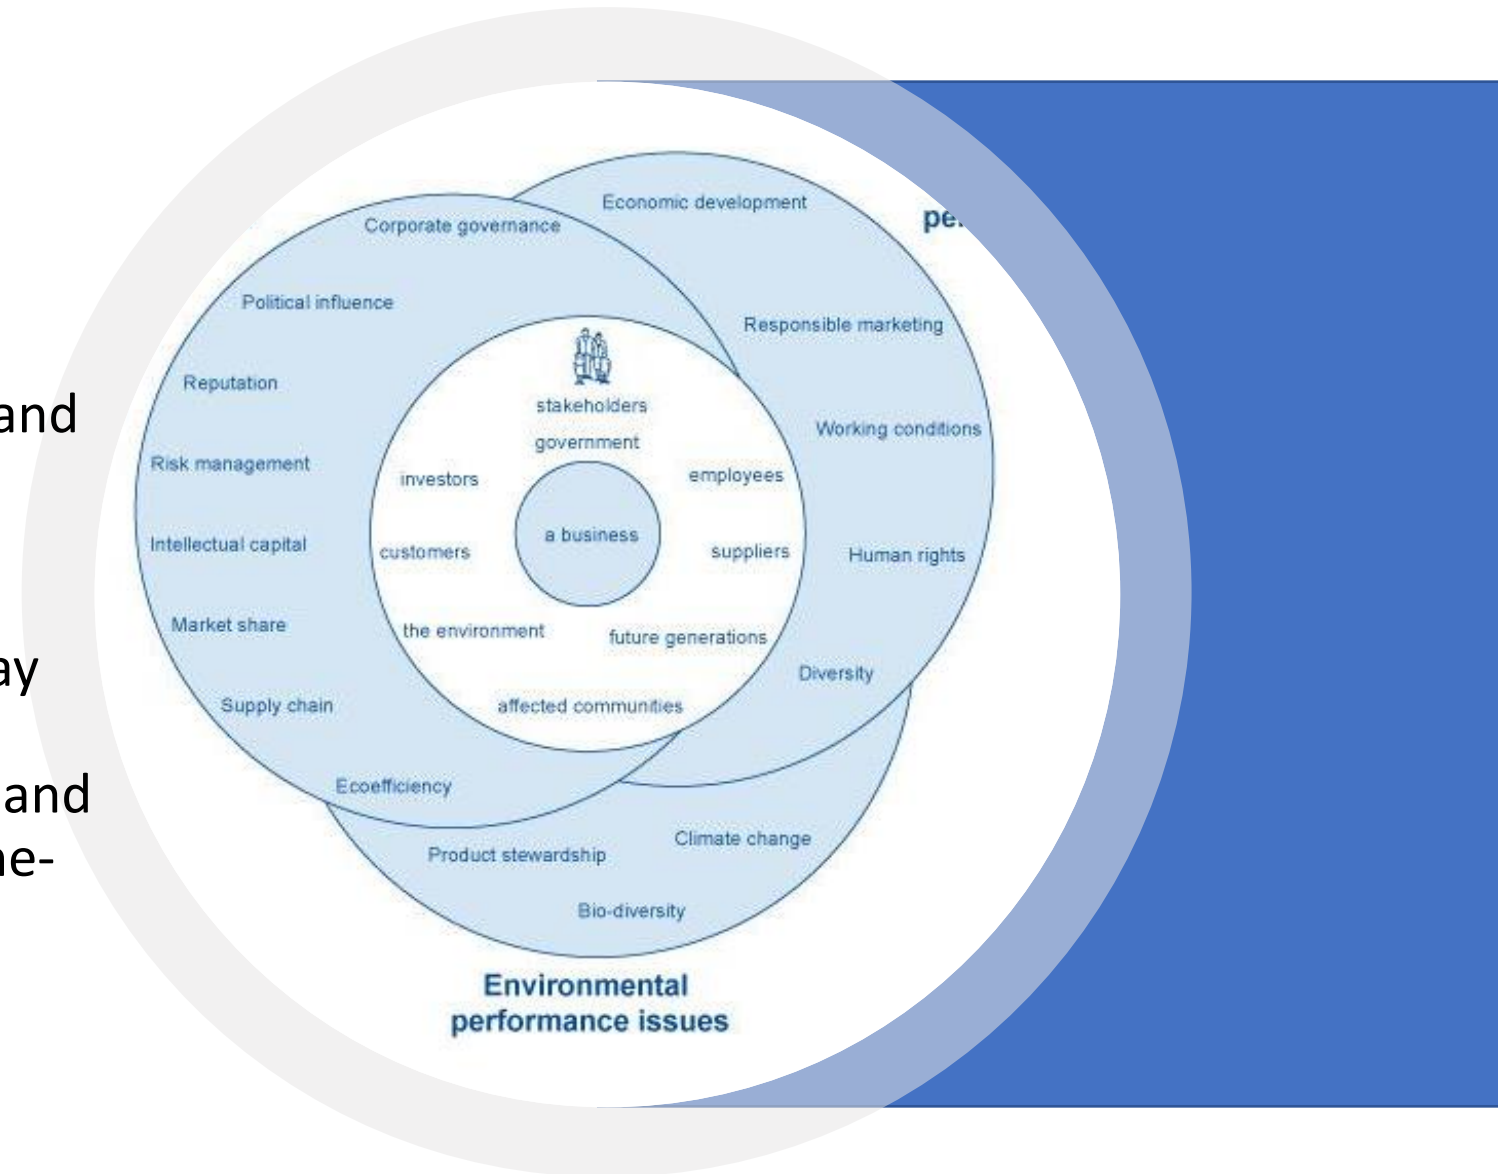 and
ay
and
ne-
Economic development
Corporate governance
Political influence
Responsible marketing
Reputation
stakeholders
Working conditions
government
Risk management
investors
employees
a business
Intellectual capital
customers
suppliers
Human rights
Market share
the environment
future generations
Diversity
Supply chain
affected communities
Ecoefficiency
Climate change
Product stewardship
Bio-diversity
Environmental
performance issues